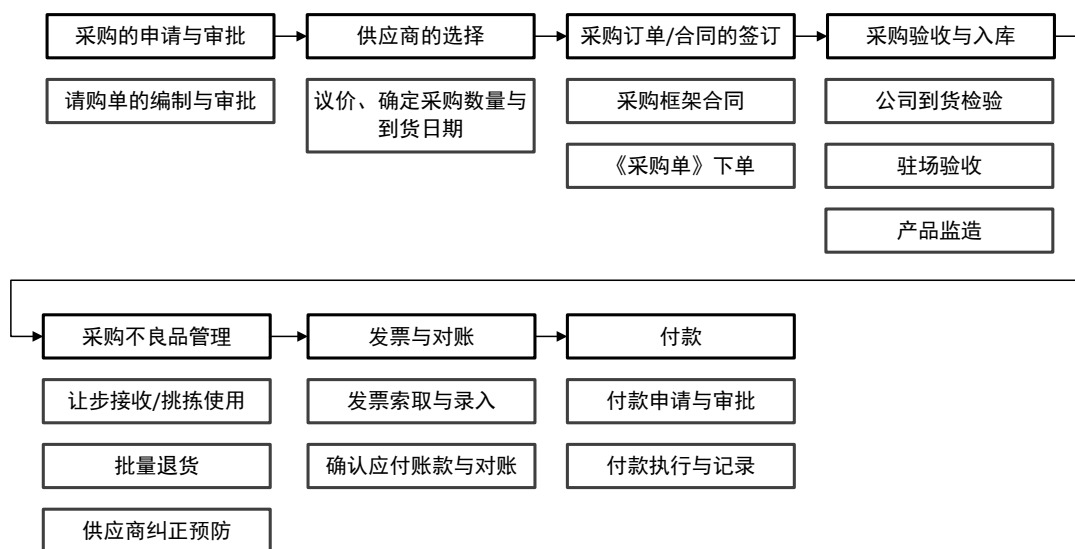 采购的申请与审批
供应商的选择
采购订单/合同的签订
采购验收与入库
请购单的编制与审批
议价、确定采购数量与
到货日期
采购框架合同
公司到货检验
《采购单》下单
驻场验收
产品监造
采购不良品管理
发票与对账
付款
让步接收/挑拣使用
发票索取与录入
付款申请与审批
批量退货
确认应付账款与对账
付款执行与记录
供应商纠正预防